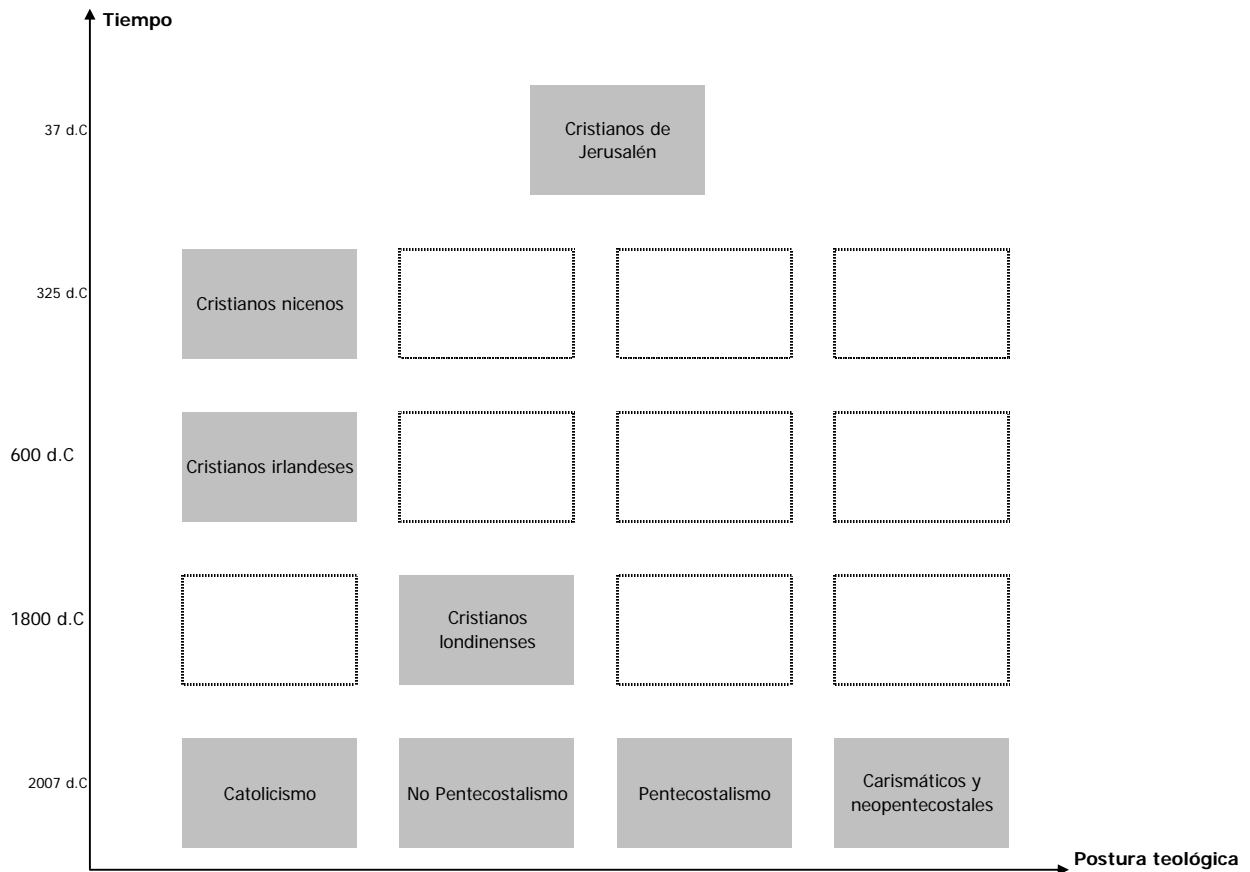 Tiempo
37 d.C
Cristianos de
Jerusalén
325 d.C
Cristianos nicenos
600 d.C
Cristianos irlandeses
1800 d.C
Cristianos
londinenses
2007 d.C
Catolicismo
No Pentecostalismo
Pentecostalismo
Carismáticos y
neopentecostales
Postura teológica